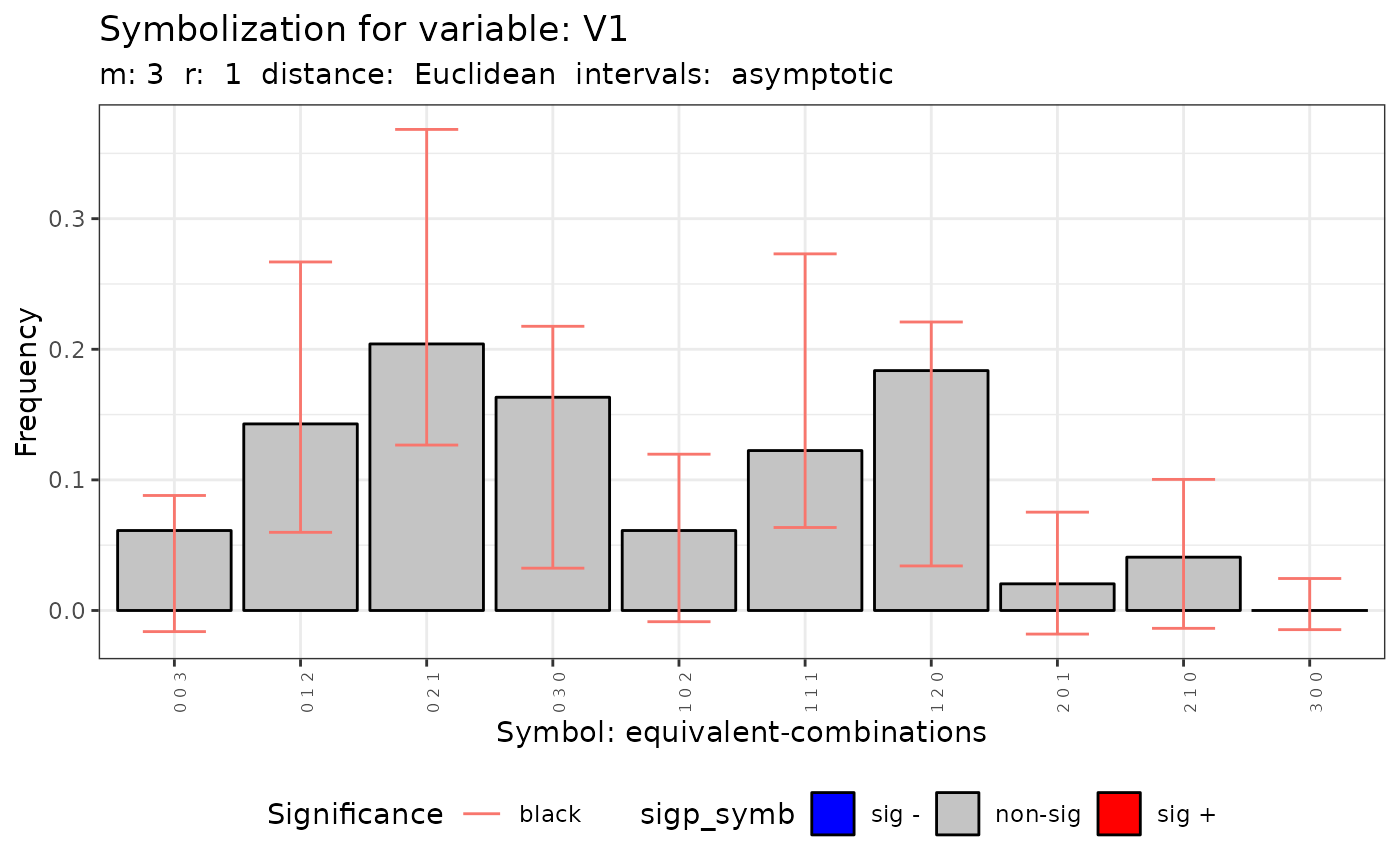 Symbolization for variable: V1
m: 3 r: 1 distance: Euclidean intervals: asymptotic
Frequency
0.3
0.2
0.1
0.0
0 0 3
0 1 2
0 2 1
0 3 0
1 0 2
1 1 1
1 2 0
2 0 1
2 1 0
3 0 0
Symbol: equivalent-combinations
Significance black sigp_symb sig - non-sig sig +